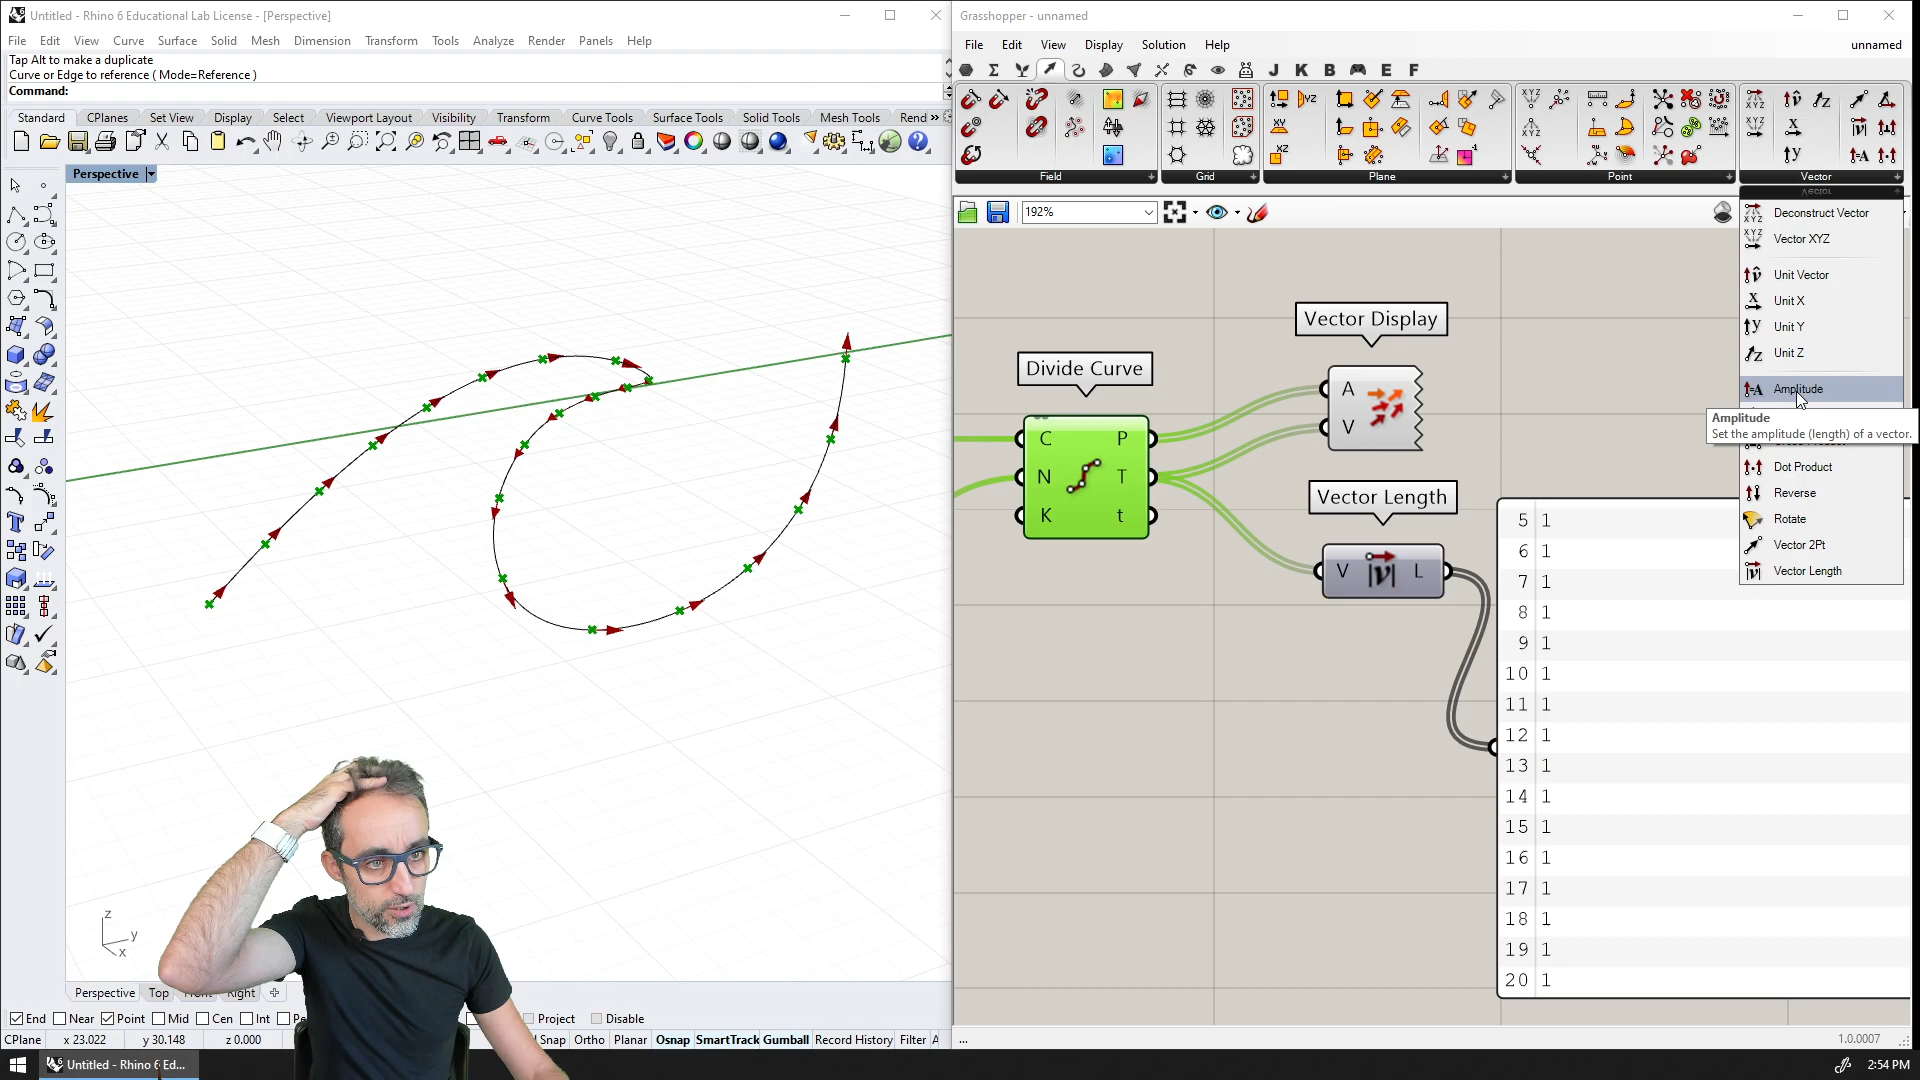 Untitled - Rhino 6 Educational Lab License - [Perspective]
File Edit View Curve Surface Solid Mesh Dimension Transform Tools Analyze Render Panels Help
Tap Alt to make a duplicate
Curve or Edge to reference ( Mode=Reference )
Command:
Standard CPlanes Set View Display Select Viewport Layout Visibility Transform Curve Tools Surface Tools Solid Tools Mesh Tools Rend »
Perspective
z
y
x
Perspective Top Front Right
End Near Point Mid Cen Int Project Disable
CPlane x 23.022 y 30.148 z 0.000 Snap Ortho Planar Osnap SmartTrack Gumball Record History Filter
Untitled - Rhino 6 Ed...
Grasshopper - unnamed
File Edit View Display Solution Help unnamed
J K B E F
Field Grid Plane Point Vector
192%
Vector
Deconstruct Vector
Vector XYZ
Unit Vector
Unit X
Unit Y
Unit Z
Amplitude
Amplitude
Set the amplitude (length) of a vector.
Dot Product
Reverse
Rotate
Vector 2Pt
Vector Length
Vector Display
A
V
Divide Curve
C P
N T
K t
Vector Length
V L
5 1
6 1
7 1
8 1
9 1
10 1
11 1
12 1
13 1
14 1
15 1
16 1
17 1
18 1
19 1
20 1
...
1.0.0007
2:54 PM